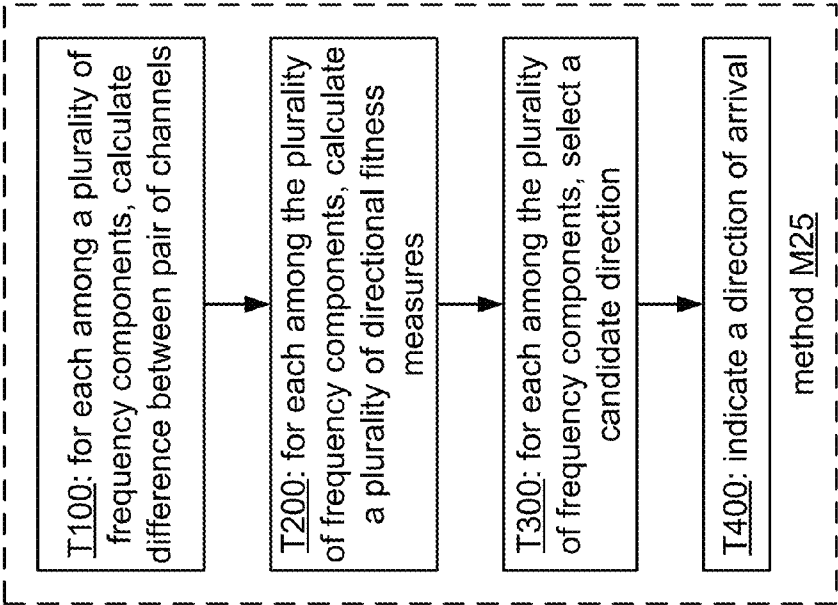 T100: for each among a plurality of
frequency components, calculate
difference between pair of channels
T200: for each among the plurality
of frequency components, calculate
a plurality of directional fitness
measures
T300: for each among the plurality
of frequency components, select a
candidate direction
T400: indicate a direction of arrival
method M25